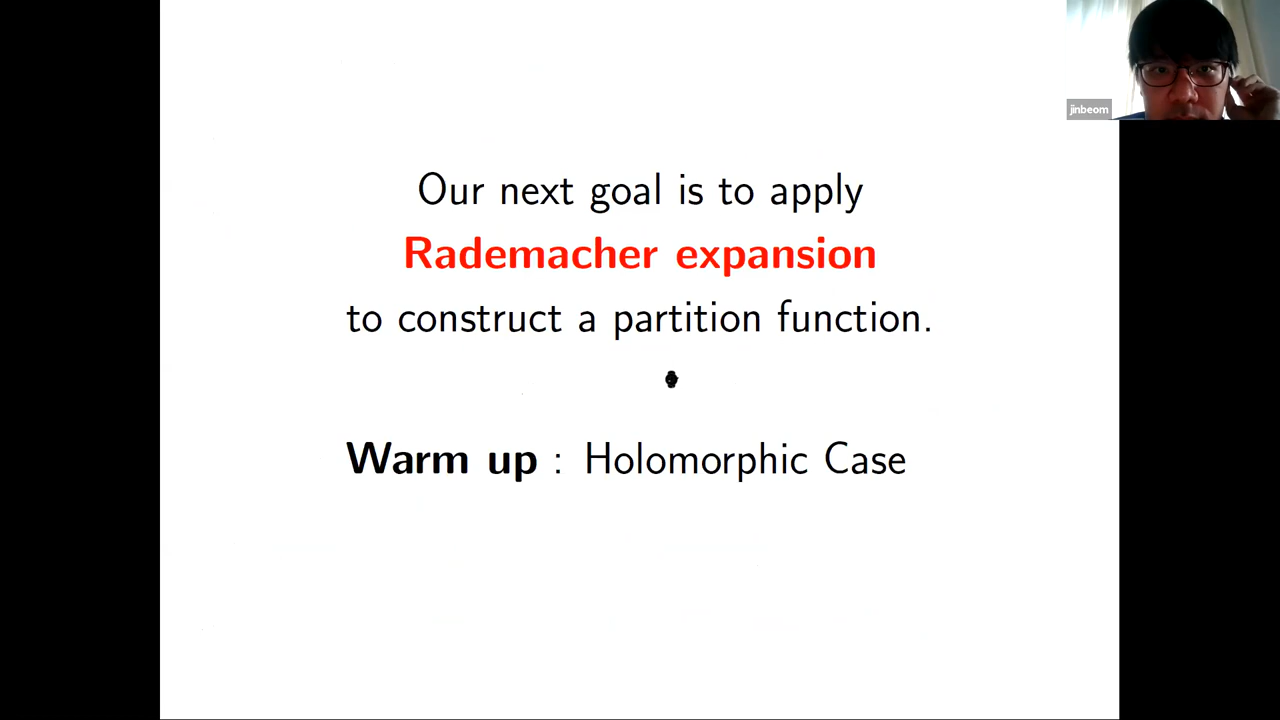 jinbeom
Our next goal is to apply
Rademacher expansion
to construct a partition function.
Warm up : Holomorphic Case